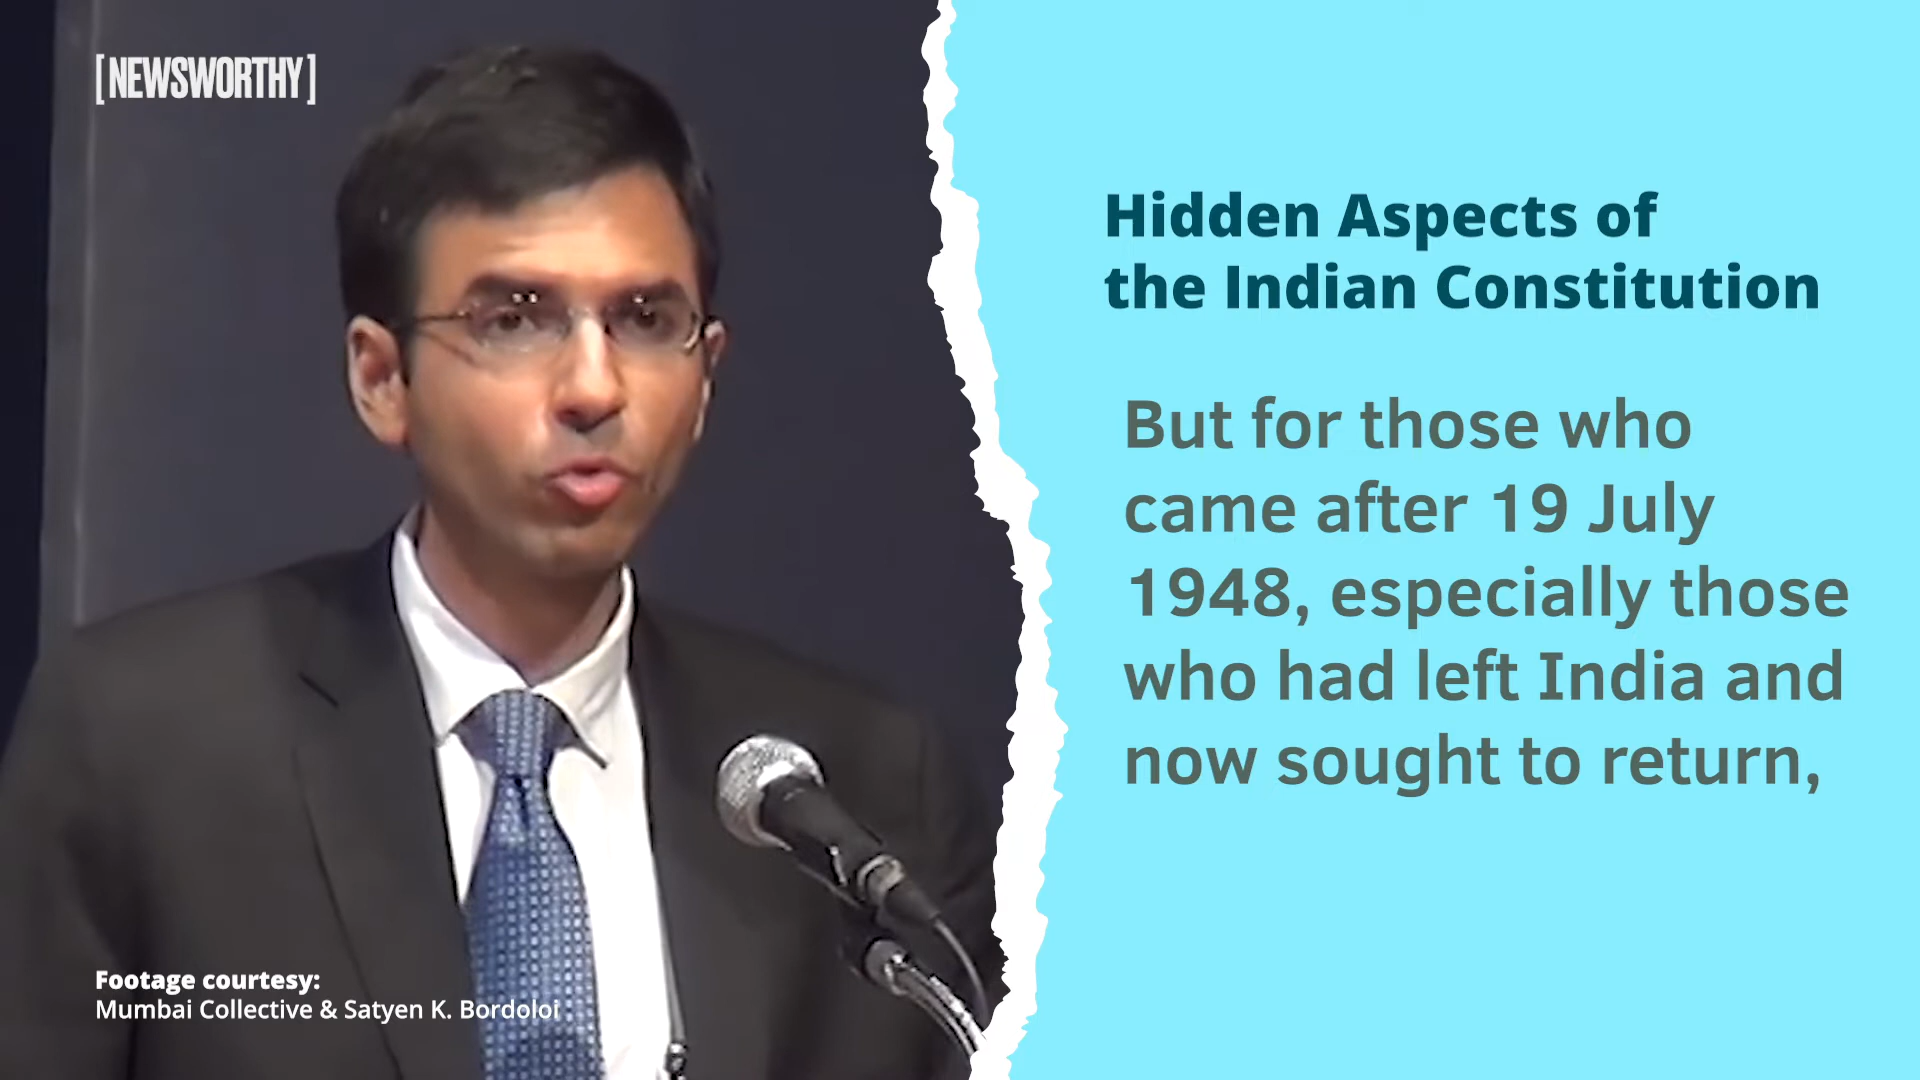 [NEWSWORTHY]
Hidden Aspects of
the Indian Constitution
But for those who
came after 19 July
1948, especially those
who had left India and
now sought to return,
Footage courtesy:
Mumbai Collective & Satyen K. Bordoloi